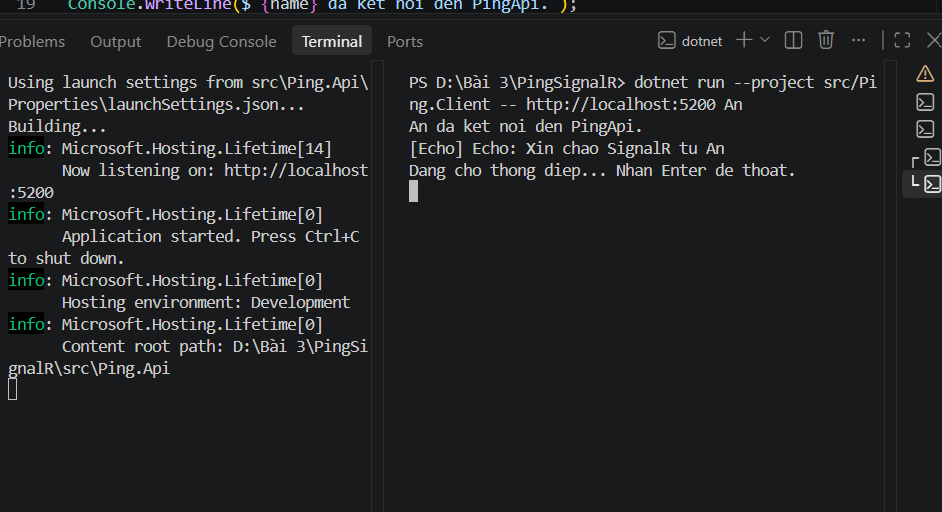 19 Console.WriteLine($"{name} da ket noi den PingApi.");
Problems Output Debug Console Terminal Ports dotnet
Using launch settings from src\Ping.Api\
Properties\launchSettings.json...
Building...
info: Microsoft.Hosting.Lifetime[14]
Now listening on: http://localhost
:5200
info: Microsoft.Hosting.Lifetime[0]
Application started. Press Ctrl+C
to shut down.
info: Microsoft.Hosting.Lifetime[0]
Hosting environment: Development
info: Microsoft.Hosting.Lifetime[0]
Content root path: D:\Bài 3\PingSi
gnalR\src\Ping.Api
PS D:\Bài 3\PingSignalR> dotnet run --project src/Pi
ng.Client -- http://localhost:5200 An
An da ket noi den PingApi.
[Echo] Echo: Xin chao SignalR tu An
Dang cho thong diep... Nhan Enter de thoat.